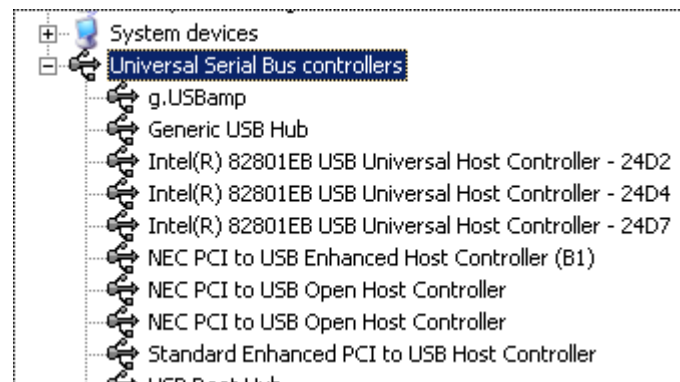 System devices
Universal Serial Bus controllers
g.USBamp
Generic USB Hub
Intel(R) 82801EB USB Universal Host Controller - 24D2
Intel(R) 82801EB USB Universal Host Controller - 24D4
Intel(R) 82801EB USB Universal Host Controller - 24D7
NEC PCI to USB Enhanced Host Controller (B1)
NEC PCI to USB Open Host Controller
NEC PCI to USB Open Host Controller
Standard Enhanced PCI to USB Host Controller
USB Root Hub